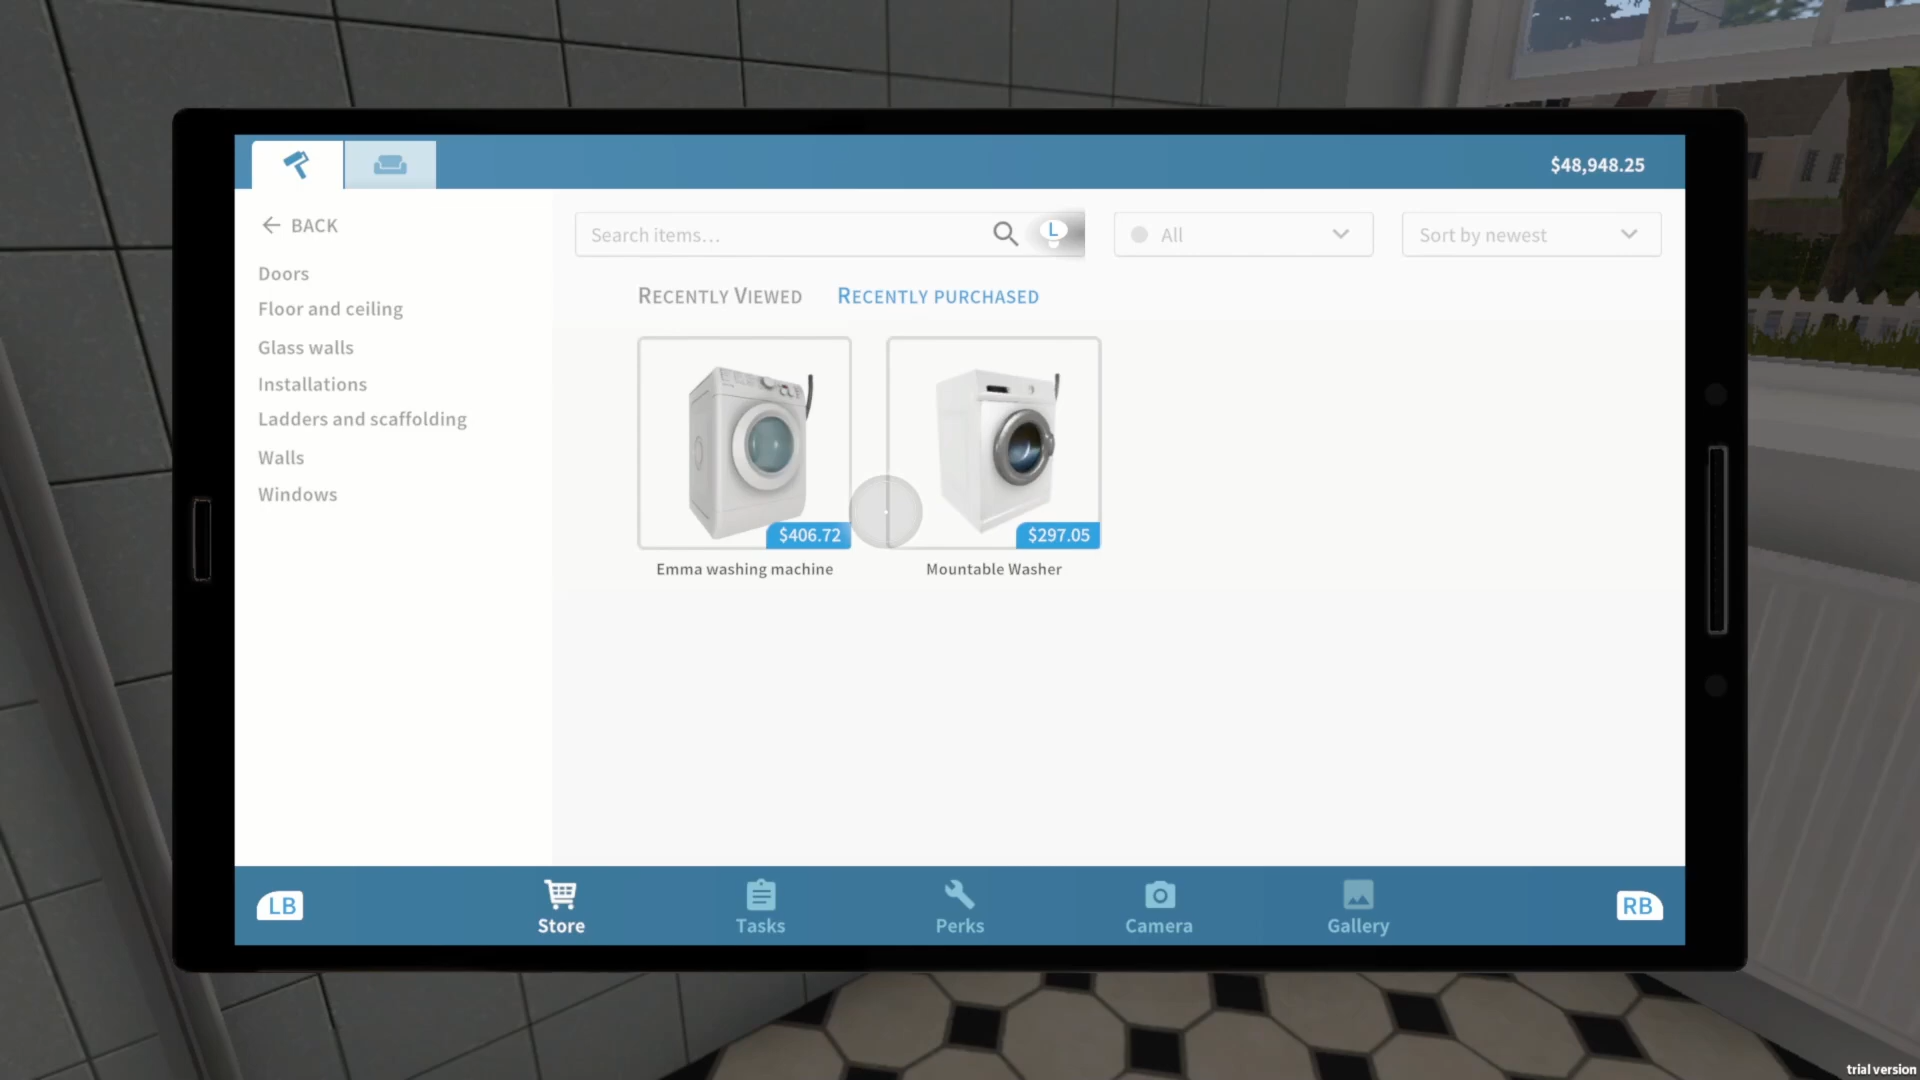 $48,948.25
BACK
Search items...
L
All
Sort by newest
Doors
Floor and ceiling
Glass walls
Installations
Ladders and scaffolding
Walls
Windows
RECENTLY VIEWED
RECENTLY PURCHASED
$406.72
$297.05
Emma washing machine
Mountable Washer
LB
Store
Tasks
Perks
Camera
Gallery
RB
trial version